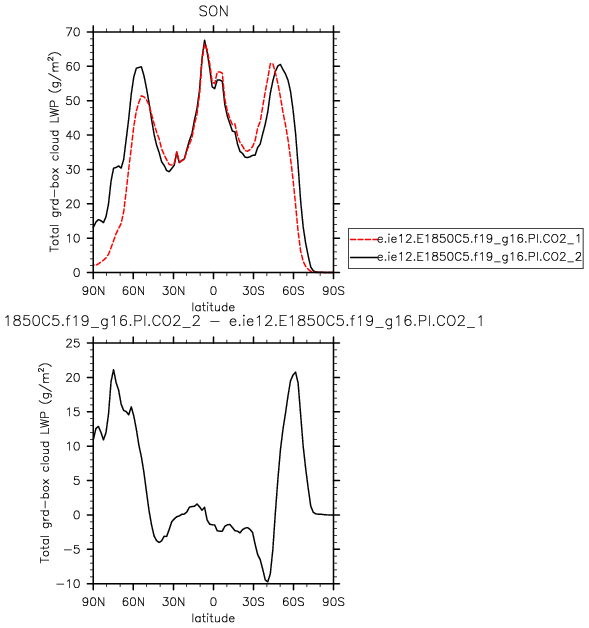 SON
Total grd-box cloud LWP (g/m²)
70
60
50
40
30
20
10
0
90N 60N 30N 0 30S 60S 90S
latitude
e.ie12.E1850C5.f19_g16.PI.CO2_1
e.ie12.E1850C5.f19_g16.PI.CO2_2
1850C5.f19_g16.PI.CO2_2 - e.ie12.E1850C5.f19_g16.PI.CO2_1
Total grd-box cloud LWP (g/m²)
25
20
15
10
5
0
-5
-10
90N 60N 30N 0 30S 60S 90S
latitude